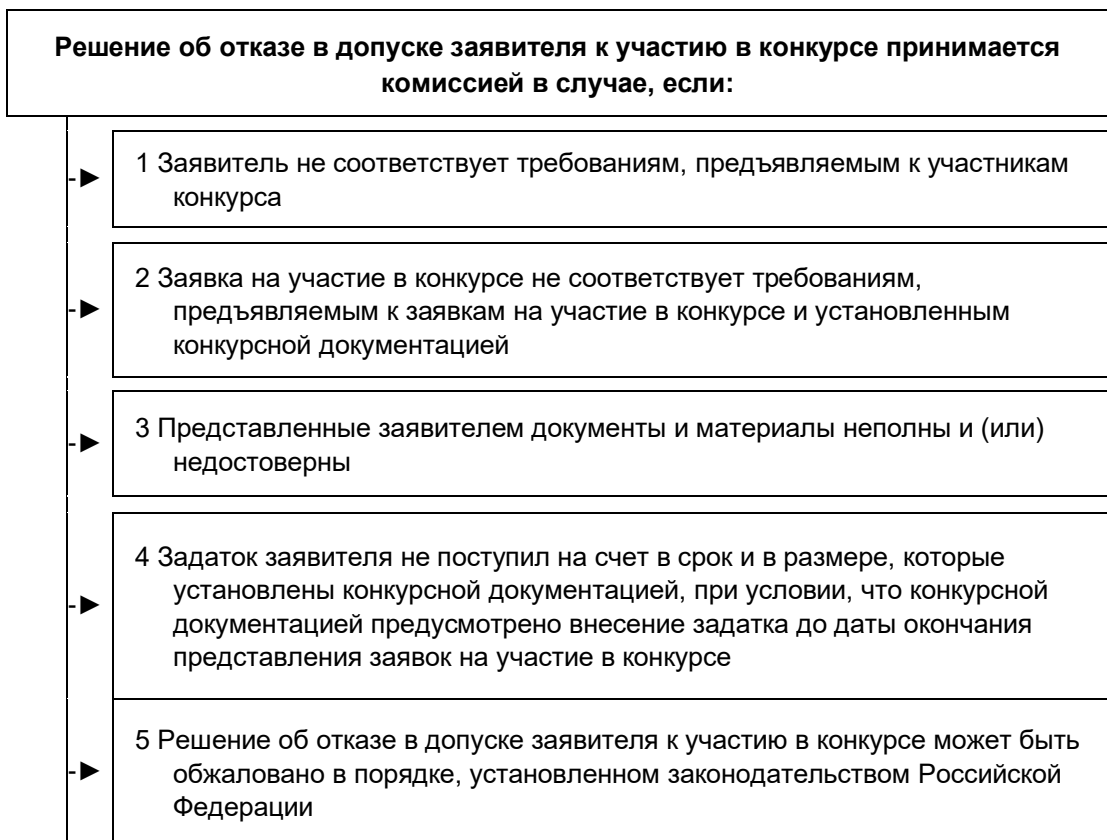 Решение об отказе в допуске заявителя к участию в конкурсе принимается
комиссией в случае, если:
1 Заявитель не соответствует требованиям, предъявляемым к участникам
конкурса
2 Заявка на участие в конкурсе не соответствует требованиям,
предъявляемым к заявкам на участие в конкурсе и установленным
конкурсной документацией
3 Представленные заявителем документы и материалы неполны и (или)
недостоверны
4 Задаток заявителя не поступил на счет в срок и в размере, которые
установлены конкурсной документацией, при условии, что конкурсной
документацией предусмотрено внесение задатка до даты окончания
представления заявок на участие в конкурсе
5 Решение об отказе в допуске заявителя к участию в конкурсе может быть
обжаловано в порядке, установленном законодательством Российской
Федерации